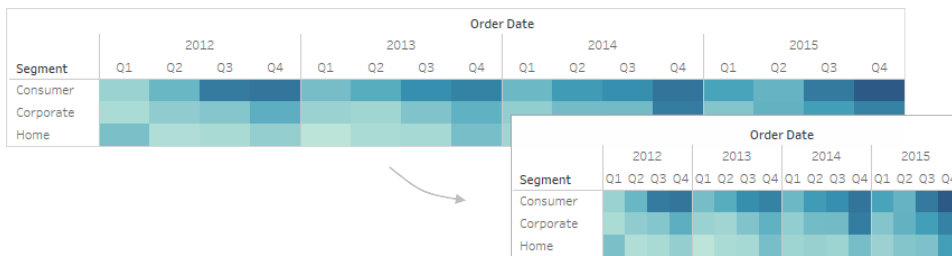 Order Date
2012 2013 2014 2015
Segment Q1 Q2 Q3 Q4 Q1 Q2 Q3 Q4 Q1 Q2 Q3 Q4 Q1 Q2 Q3 Q4
Consumer
Corporate
Home
Order Date
2012 2013 2014 2015
Segment Q1 Q2 Q3 Q4 Q1 Q2 Q3 Q4 Q1 Q2 Q3 Q4 Q1 Q2 Q3 Q4
Consumer
Corporate
Home